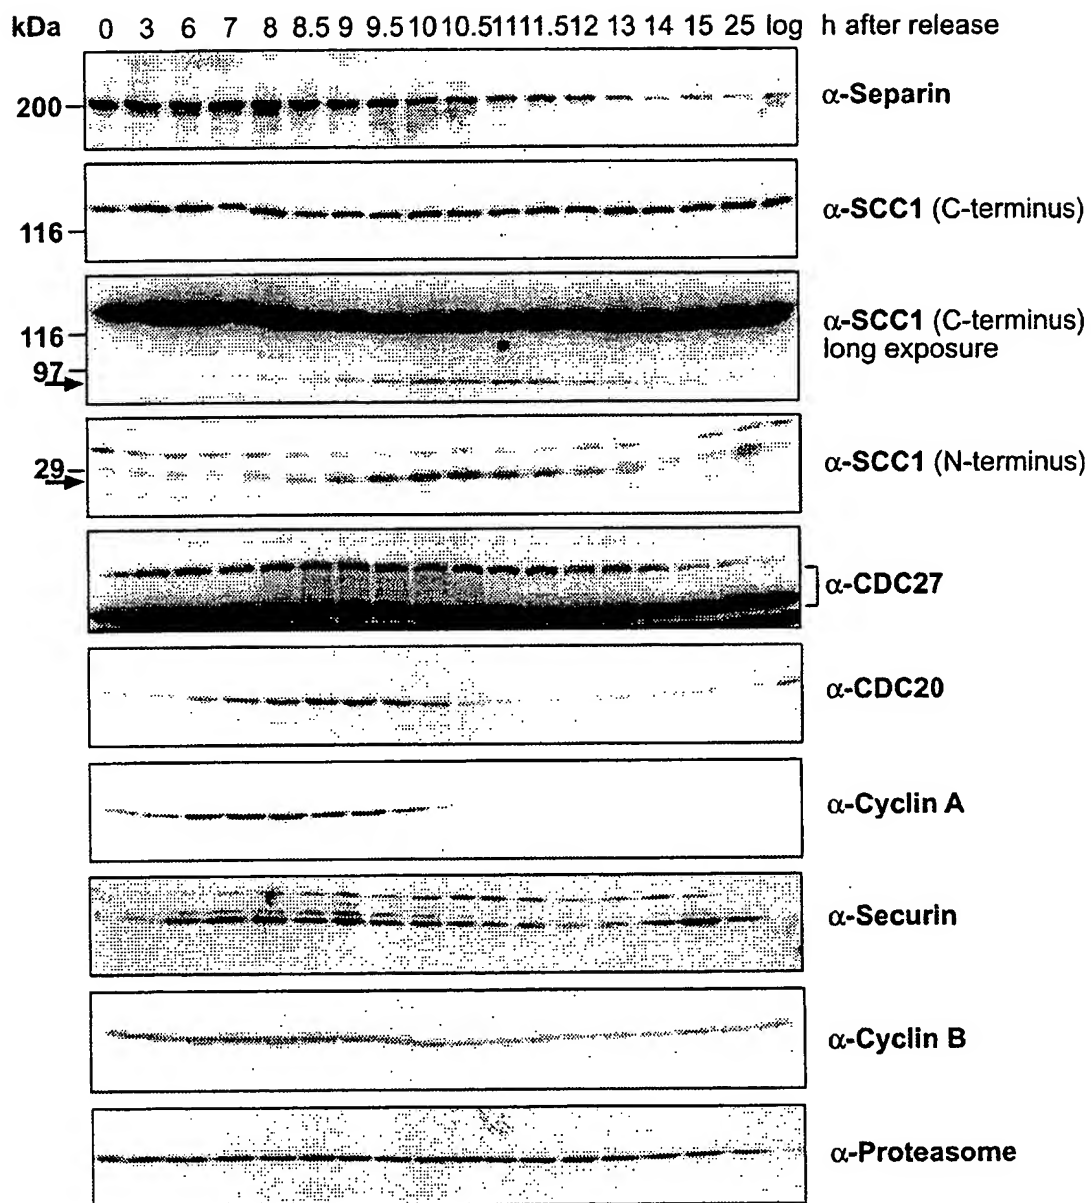 kDa 0 3 6 7 8 8.5 9 9.5 10 10.5 11 11.5 12 13 14 15 25 log h after release
200 α-Separin
α-SCC1 (C-terminus)
116
α-SCC1 (C-terminus)
116
long exposure
97
29 α-SCC1 (N-terminus)
α-CDC27
α-CDC20
α-Cyclin A
α-Securin
α-Cyclin B
α-Proteasome